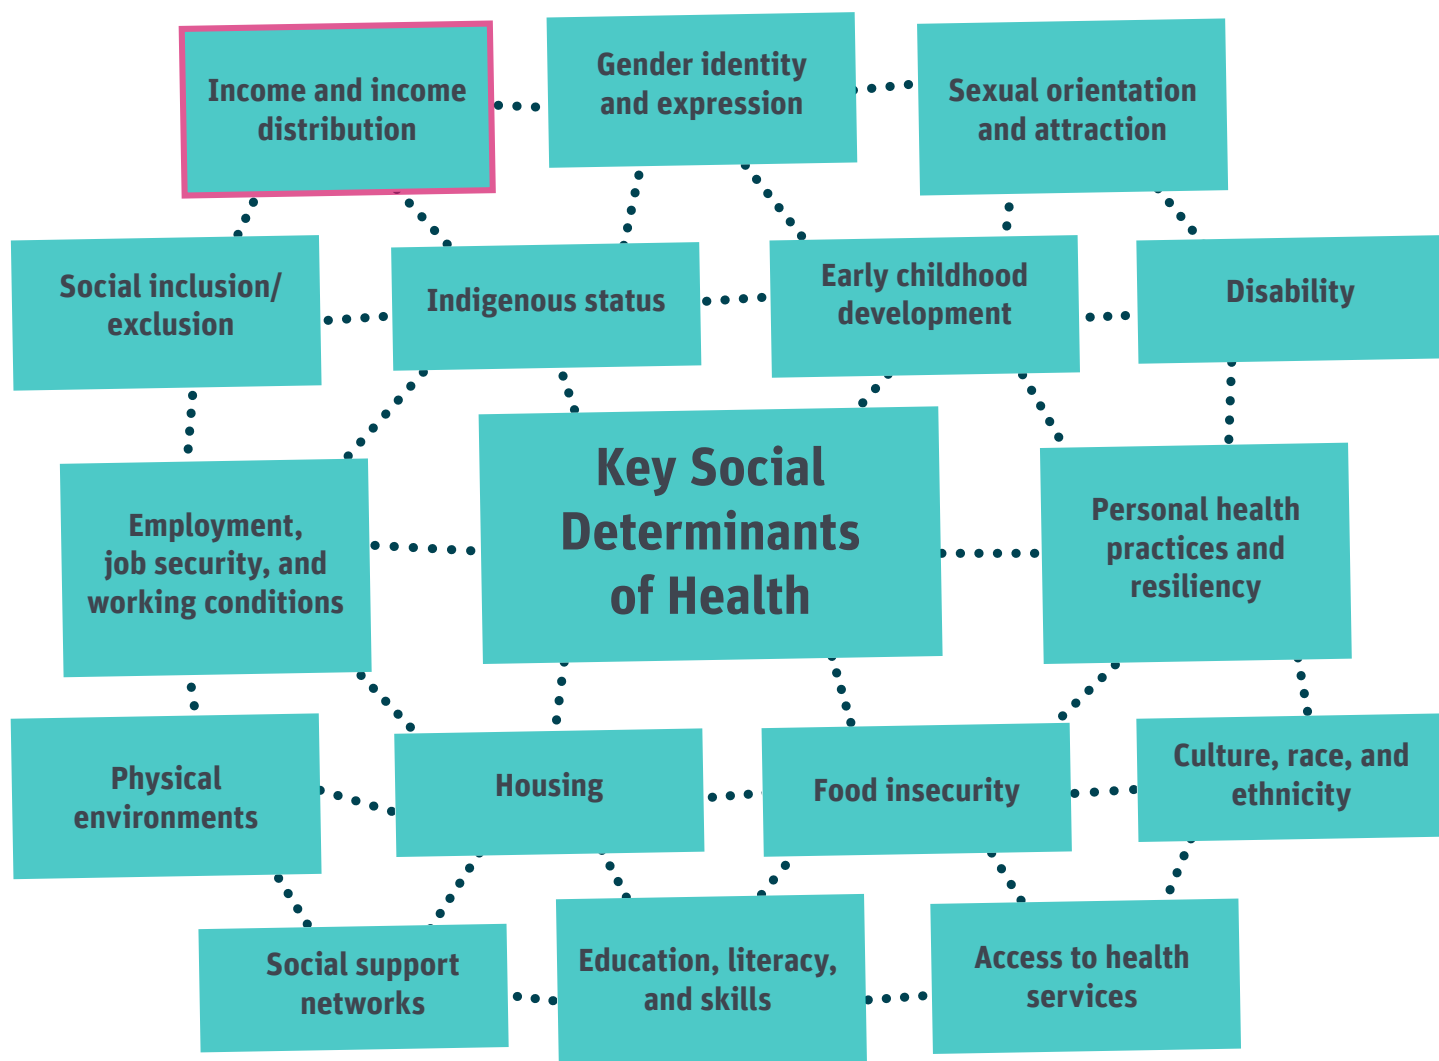 Income and income
distribution
Gender identity
and expression
Sexual orientation
and attraction
Social inclusion/
exclusion
Indigenous status
Early childhood
development
Disability
Key Social
Determinants
of Health
Employment,
job security, and
working conditions
Personal health
practices and
resiliency
Physical
environments
Housing
Food insecurity
Culture, race, and
ethnicity
Social support
networks
Education, literacy,
and skills
Access to health
services